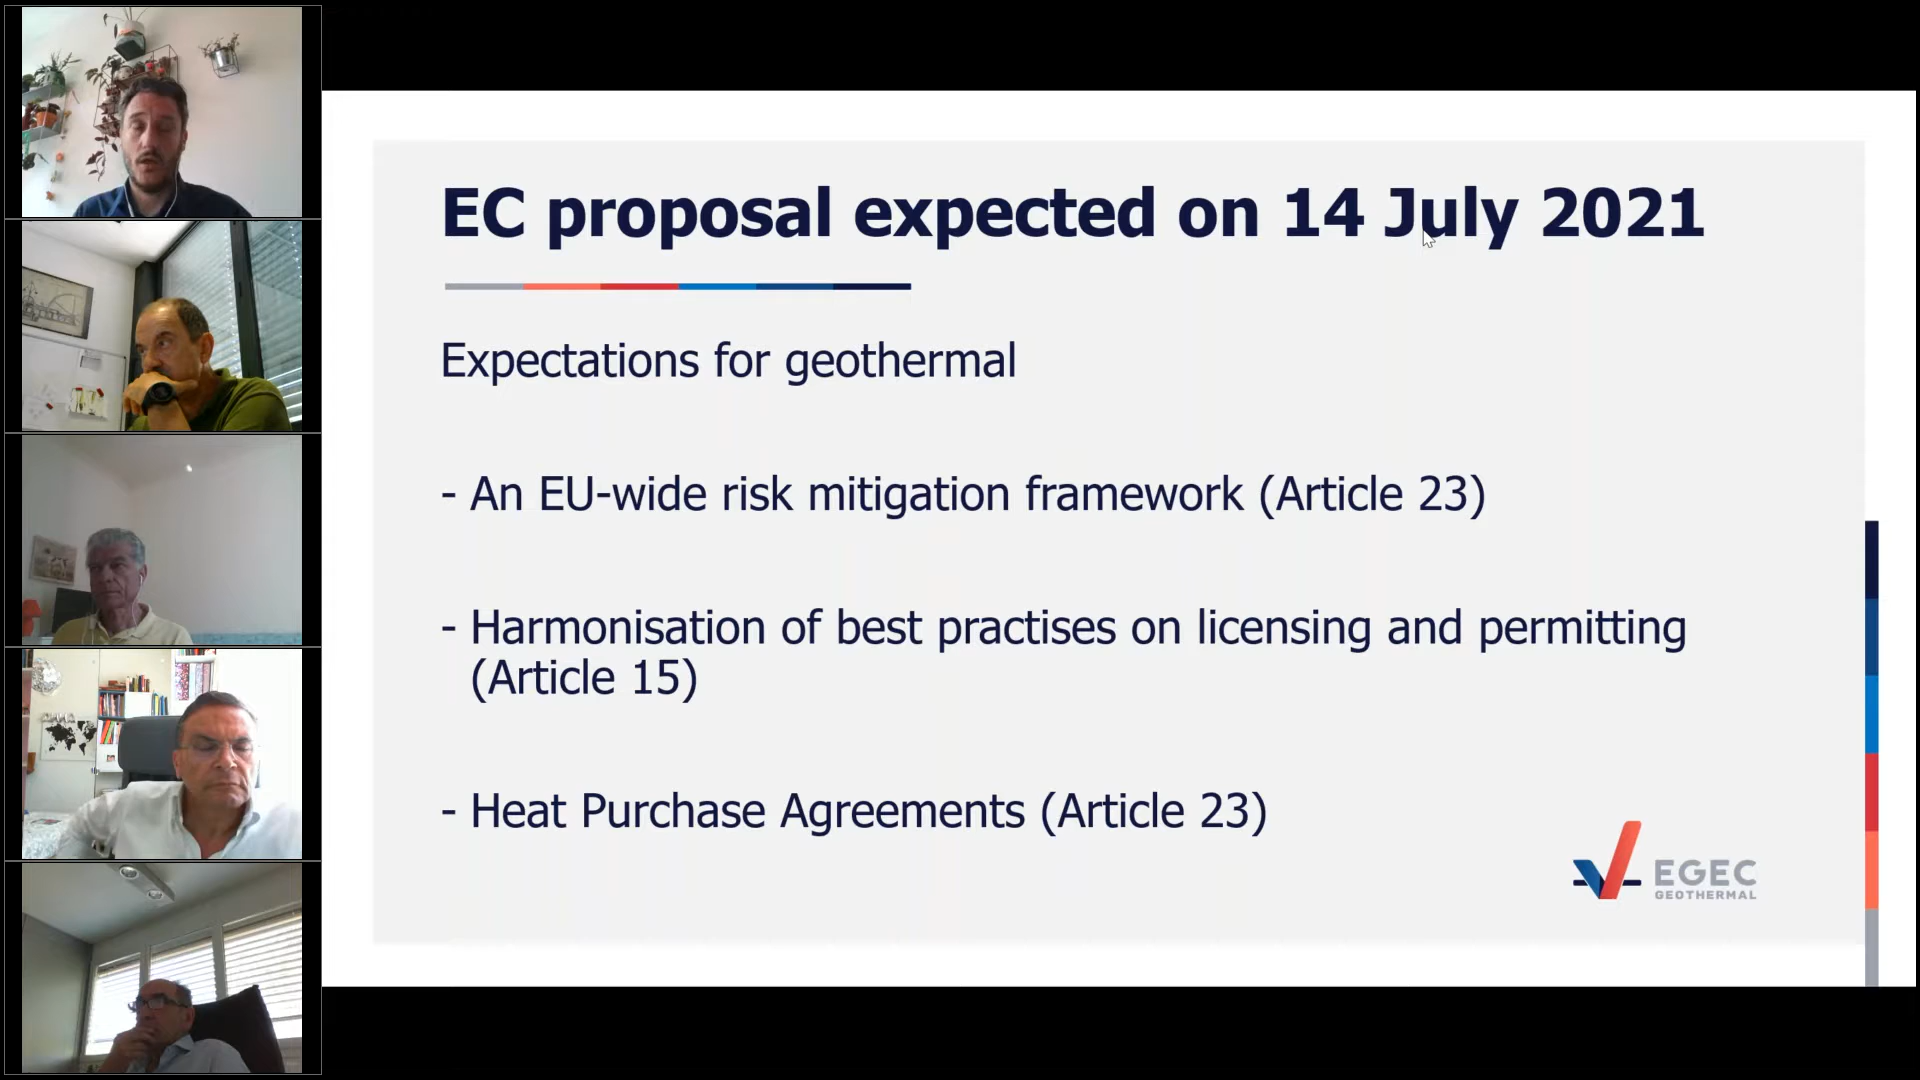 EC proposal expected on 14 July 2021
Expectations for geothermal
- An EU-wide risk mitigation framework (Article 23)
- Harmonisation of best practises on licensing and permitting
(Article 15)
- Heat Purchase Agreements (Article 23)
EGEC
GEOTHERMAL